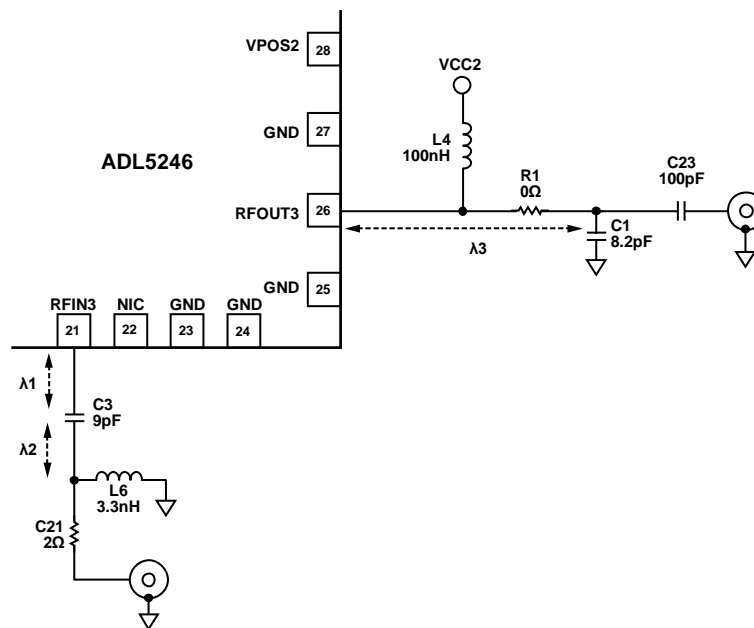 VPOS2
28
VCC2
GND
27
L4
100nH
ADL5246
R1
0Ω
C23
100pF
RFOUT3
26
C1
8.2pF
λ3
GND
25
RFIN3 NIC GND GND
21 22 23 24
λ1
C3
9pF
λ2
L6
3.3nH
C21
2Ω